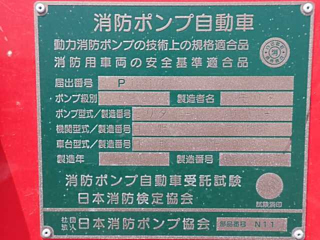 消防ポンプ自動車
動力消防ポンプの技術上の規格適合品
消防用車両の安全基準適合品
届出番号 P
ポンプ級別 製造者名
ポンプ型式/製造番号
機関型式/製造番号
車台型式/製造番号
製造年 製造番号
消防ポンプ自動車受託試験
日本消防検定協会
試験済印
社団法人 日本消防ポンプ協会 部品番号 N11